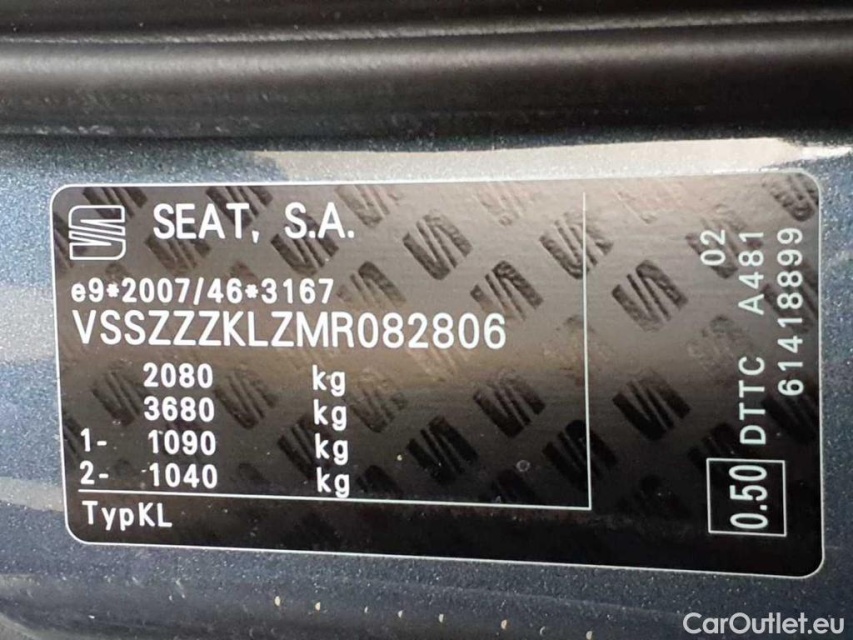 SEAT, S.A.
e9*2007/46*3167
VSSZZZKLZMR082806
2080 kg
3680 kg
1- 1090 kg
2- 1040 kg
TypKL
02
0.50 DTTC A481
61418899
CarOutlet.eu